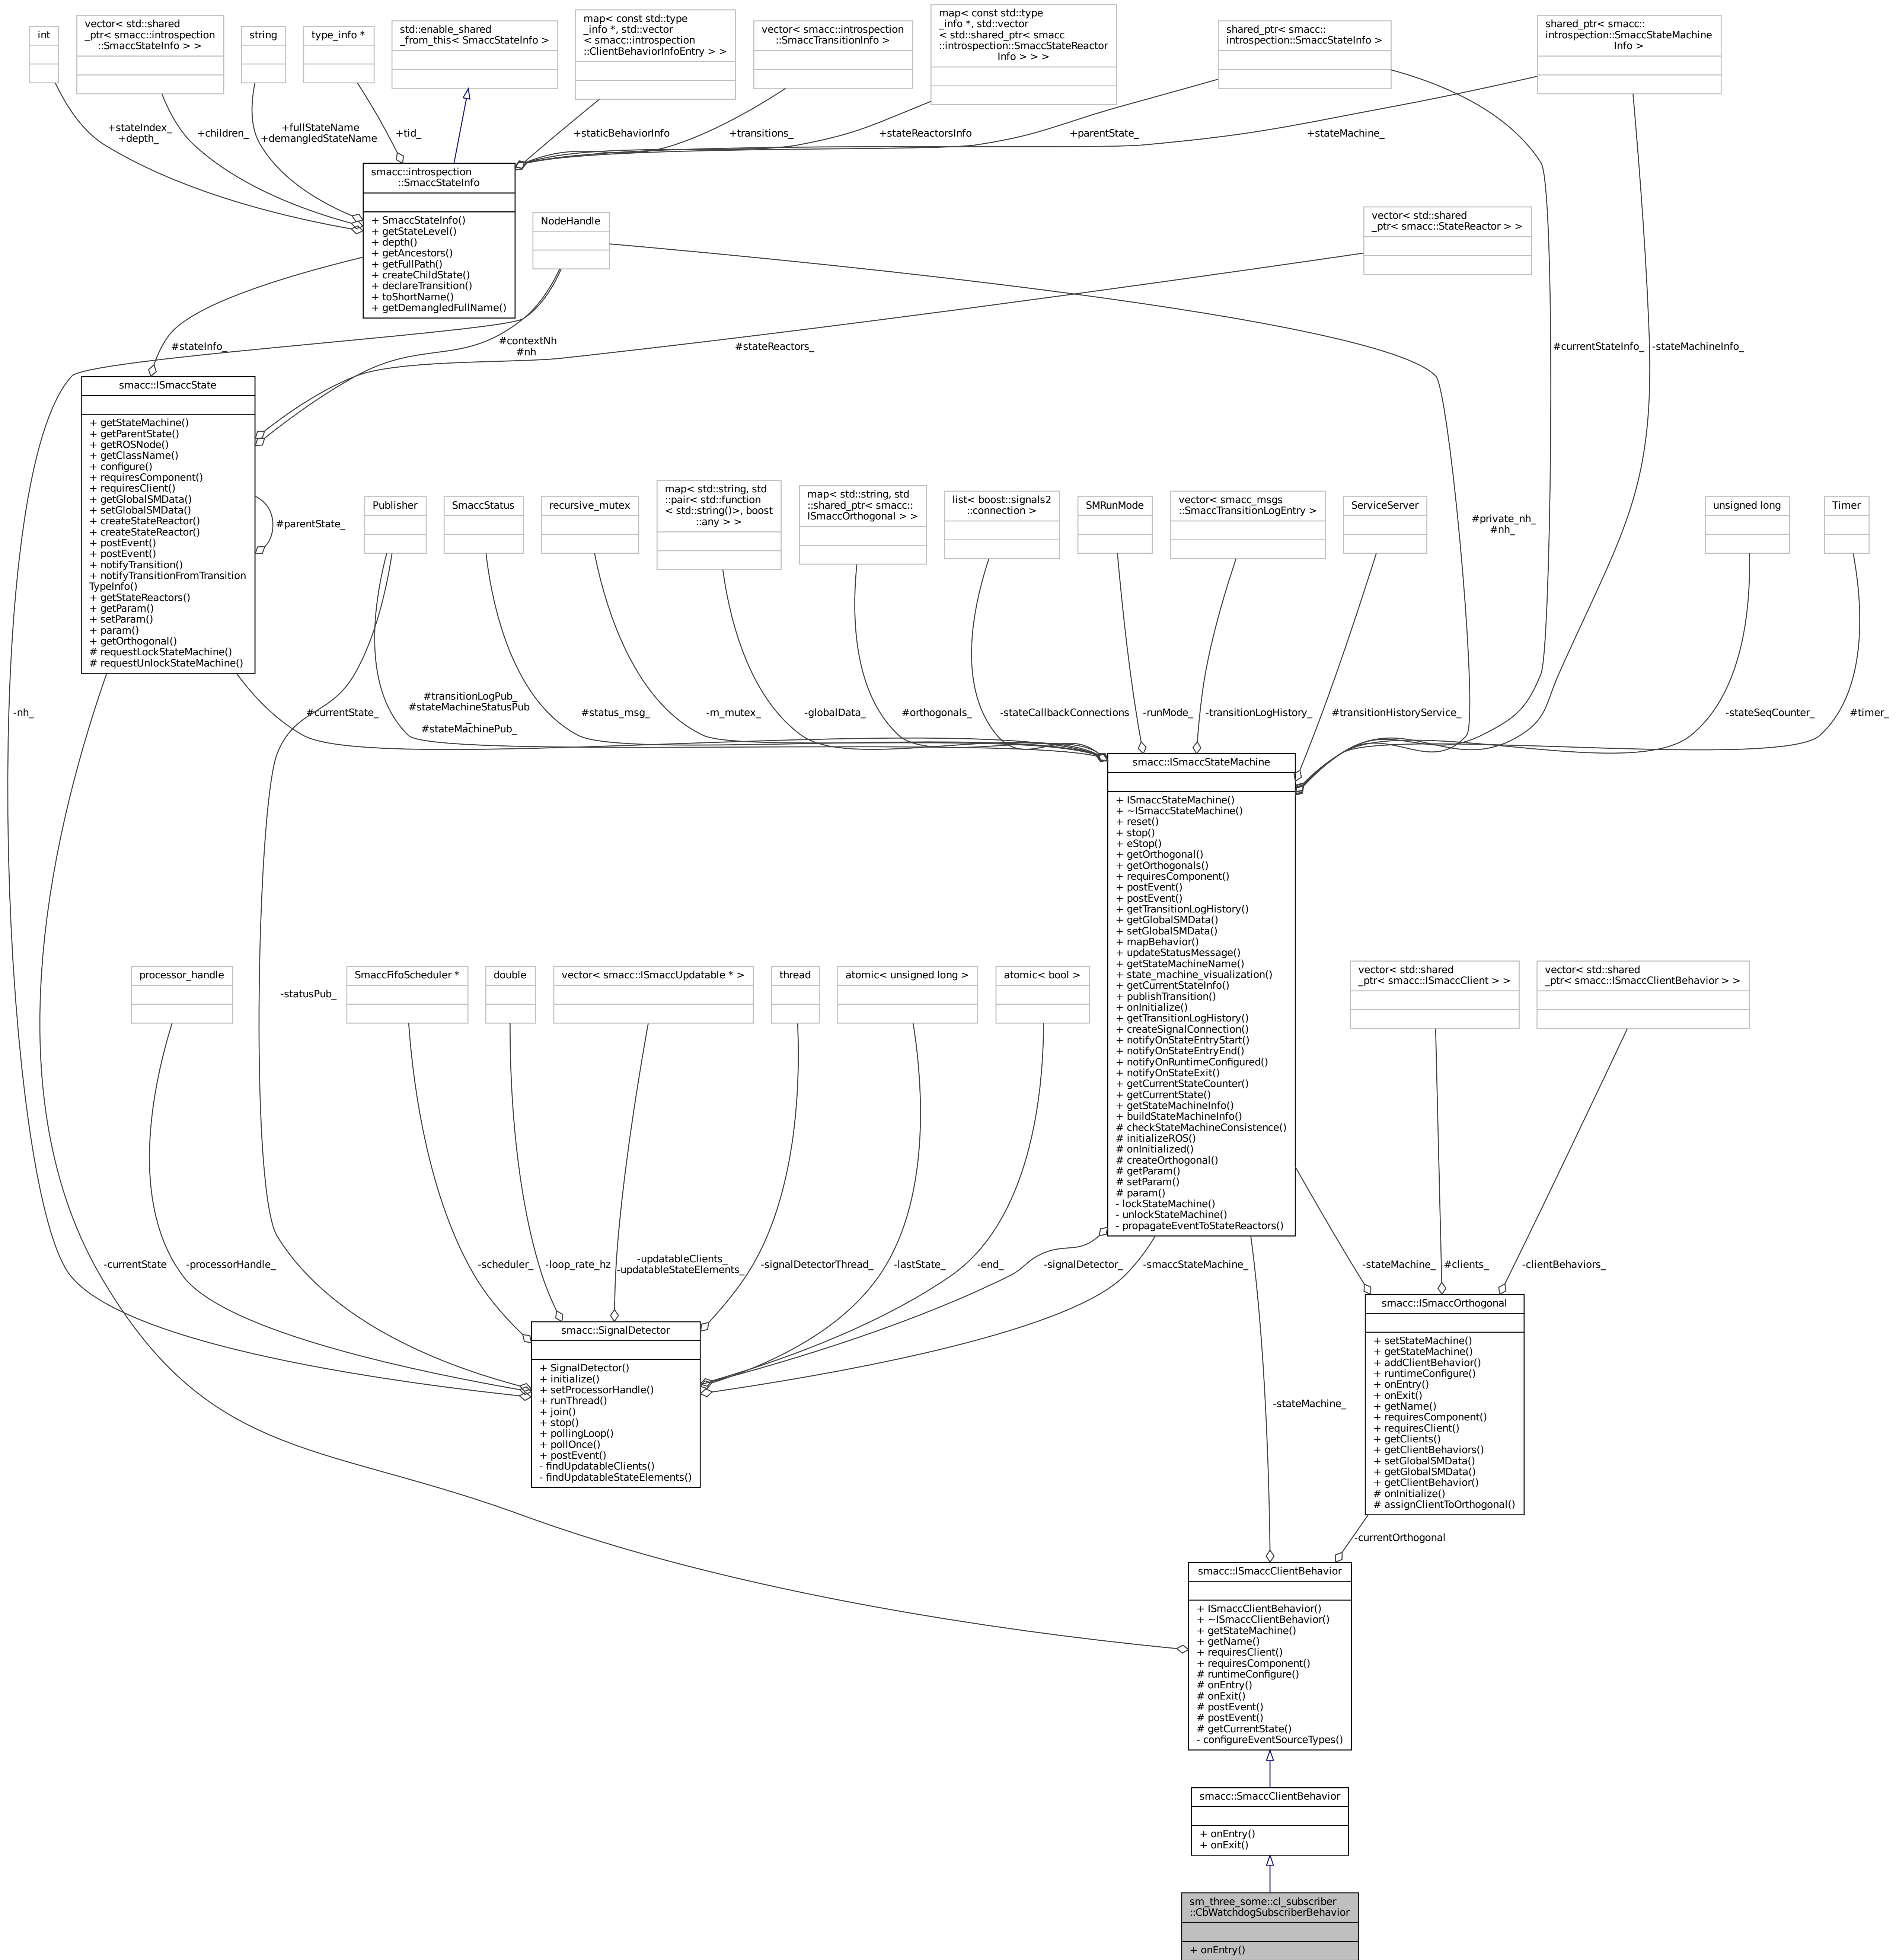 int
vector< std::shared
_ptr< smacc::introspection
::SmaccStateInfo > >
string
type_info *
std::enable_shared
_from_this< SmaccStateInfo >
map< const std::type
_info *, std::vector
< smacc::introspection
::ClientBehaviorInfoEntry > >
vector< smacc::introspection
::SmaccTransitionInfo >
map< const std::type
_info *, std::vector
< std::shared_ptr< smacc
::introspection::SmaccStateReactor
Info > > >
shared_ptr< smacc::
introspection::SmaccStateInfo >
shared_ptr< smacc::
introspection::SmaccStateMachine
Info >
+stateIndex_
+depth_
+children_
+fullStateName
+demangledStateName
+tid_
+staticBehaviorInfo
+transitions_
+stateReactorsInfo
+parentState_
+stateMachine_
smacc::introspection
::SmaccStateInfo
+ SmaccStateInfo()
+ getStateLevel()
+ depth()
+ getAncestors()
+ getFullPath()
+ createChildState()
+ declareTransition()
+ toShortName()
+ getDemangledFullName()
NodeHandle
vector< std::shared
_ptr< smacc::StateReactor > >
#stateInfo_
#contextNh
#nh
#stateReactors_
#currentStateInfo_
-stateMachineInfo_
smacc::ISmaccState
+ getStateMachine()
+ getParentState()
+ getROSNode()
+ getClassName()
+ configure()
+ requiresComponent()
+ requiresClient()
+ getGlobalSMData()
+ setGlobalSMData()
+ createStateReactor()
+ createStateReactor()
+ postEvent()
+ postEvent()
+ notifyTransition()
+ notifyTransitionFromTransition
TypeInfo()
+ getStateReactors()
+ getParam()
+ setParam()
+ param()
+ getOrthogonal()
# requestLockStateMachine()
# requestUnlockStateMachine()
#parentState_
Publisher
SmaccStatus
recursive_mutex
map< std::string, std
::pair< std::function
< std::string()>, boost
::any > >
map< std::string, std
::shared_ptr< smacc::
ISmaccOrthogonal > >
list< boost::signals2
::connection >
SMRunMode
vector< smacc_msgs
::SmaccTransitionLogEntry >
ServiceServer
#private_nh_
#nh_
unsigned long
Timer
-nh_
#currentState_
#transitionLogPub_
#stateMachineStatusPub
_
#stateMachinePub_
#status_msg_
-m_mutex_
-globalData_
#orthogonals_
-stateCallbackConnections
-runMode_
-transitionLogHistory_
#transitionHistoryService_
-stateSeqCounter_
#timer_
smacc::ISmaccStateMachine
+ ISmaccStateMachine()
+ ~ISmaccStateMachine()
+ reset()
+ stop()
+ eStop()
+ getOrthogonal()
+ getOrthogonals()
+ requiresComponent()
+ postEvent()
+ postEvent()
+ getTransitionLogHistory()
+ getGlobalSMData()
+ setGlobalSMData()
+ mapBehavior()
+ updateStatusMessage()
+ getStateMachineName()
+ state_machine_visualization()
+ getCurrentStateInfo()
+ publishTransition()
+ onInitialize()
+ getTransitionLogHistory()
+ createSignalConnection()
+ notifyOnStateEntryStart()
+ notifyOnStateEntryEnd()
+ notifyOnRuntimeConfigured()
+ notifyOnStateExit()
+ getCurrentStateCounter()
+ getCurrentState()
+ getStateMachineInfo()
+ buildStateMachineInfo()
# checkStateMachineConsistence()
# initializeROS()
# onInitialized()
# createOrthogonal()
# getParam()
# setParam()
# param()
- lockStateMachine()
- unlockStateMachine()
- propagateEventToStateReactors()
processor_handle
-statusPub_
SmaccFifoScheduler *
double
vector< smacc::ISmaccUpdatable * >
thread
atomic< unsigned long >
atomic< bool >
vector< std::shared
_ptr< smacc::ISmaccClient > >
vector< std::shared
_ptr< smacc::ISmaccClientBehavior > >
-currentState
-processorHandle_
-scheduler_
-loop_rate_hz
-updatableClients_
-updatableStateElements_
-signalDetectorThread_
-lastState_
-end_
-signalDetector_
-smaccStateMachine_
-stateMachine_
#clients_
-clientBehaviors_
smacc::SignalDetector
+ SignalDetector()
+ initialize()
+ setProcessorHandle()
+ runThread()
+ join()
+ stop()
+ pollingLoop()
+ pollOnce()
+ postEvent()
- findUpdatableClients()
- findUpdatableStateElements()
-stateMachine_
smacc::ISmaccOrthogonal
+ setStateMachine()
+ getStateMachine()
+ addClientBehavior()
+ runtimeConfigure()
+ onEntry()
+ onExit()
+ getName()
+ requiresComponent()
+ requiresClient()
+ getClients()
+ getClientBehaviors()
+ setGlobalSMData()
+ getGlobalSMData()
+ getClientBehavior()
# onInitialize()
# assignClientToOrthogonal()
-currentOrthogonal
smacc::ISmaccClientBehavior
+ ISmaccClientBehavior()
+ ~ISmaccClientBehavior()
+ getStateMachine()
+ getName()
+ requiresClient()
+ requiresComponent()
# runtimeConfigure()
# onEntry()
# onExit()
# postEvent()
# postEvent()
# getCurrentState()
- configureEventSourceTypes()
smacc::SmaccClientBehavior
+ onEntry()
+ onExit()
sm_three_some::cl_subscriber
::CbWatchdogSubscriberBehavior
+ onEntry()